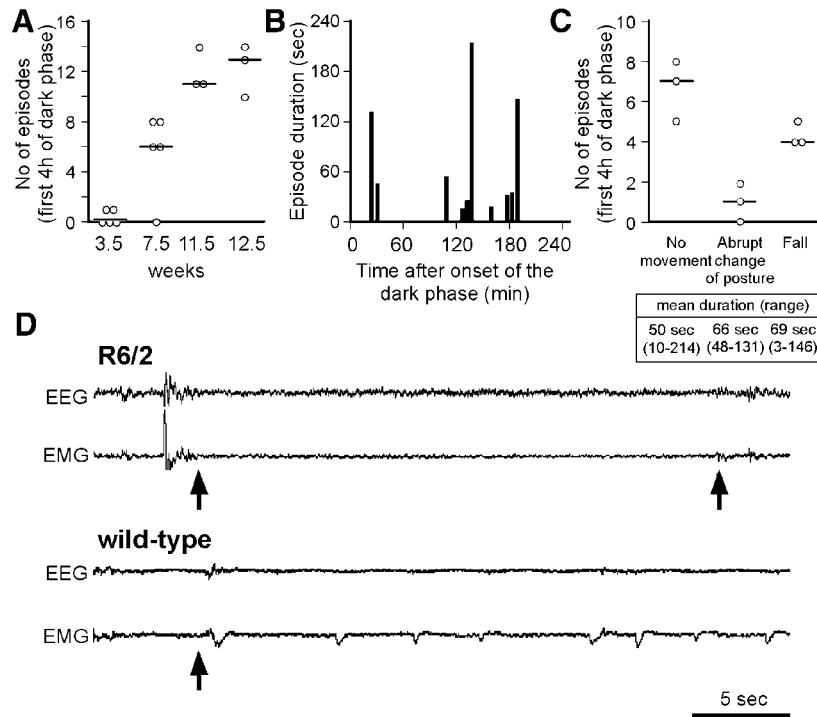 A
No of episodes
(first 4h of dark phase)
16
12
8
4
0
3.5 7.5 11.5 12.5
weeks
B
Episode duration (sec)
240
180
120
60
0
0 60 120 180 240
Time after onset of the
dark phase (min)
C
No of episodes
(first 4h of dark phase)
10
8
6
4
2
0
No Abrupt Fall
movement change
of posture
mean duration (range)
50 sec 66 sec 69 sec
(10-214) (48-131) (3-146)
D
R6/2
EEG
EMG
wild-type
EEG
EMG
5 sec